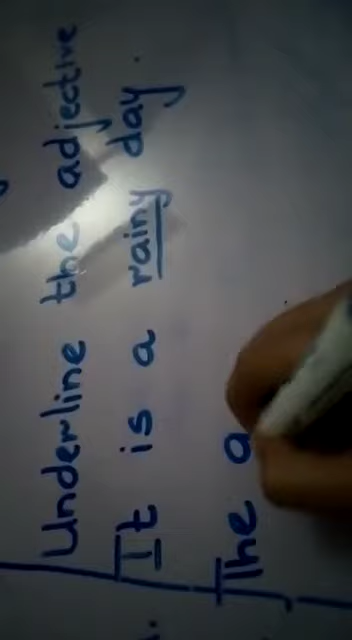 Underline the adjective
It is a rainy day.
The a